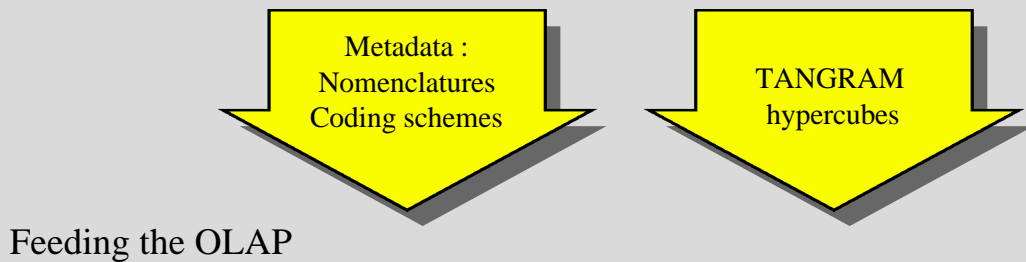 Metadata :
Nomenclatures
Coding schemes
TANGRAM
hypercubes
Feeding the OLAP